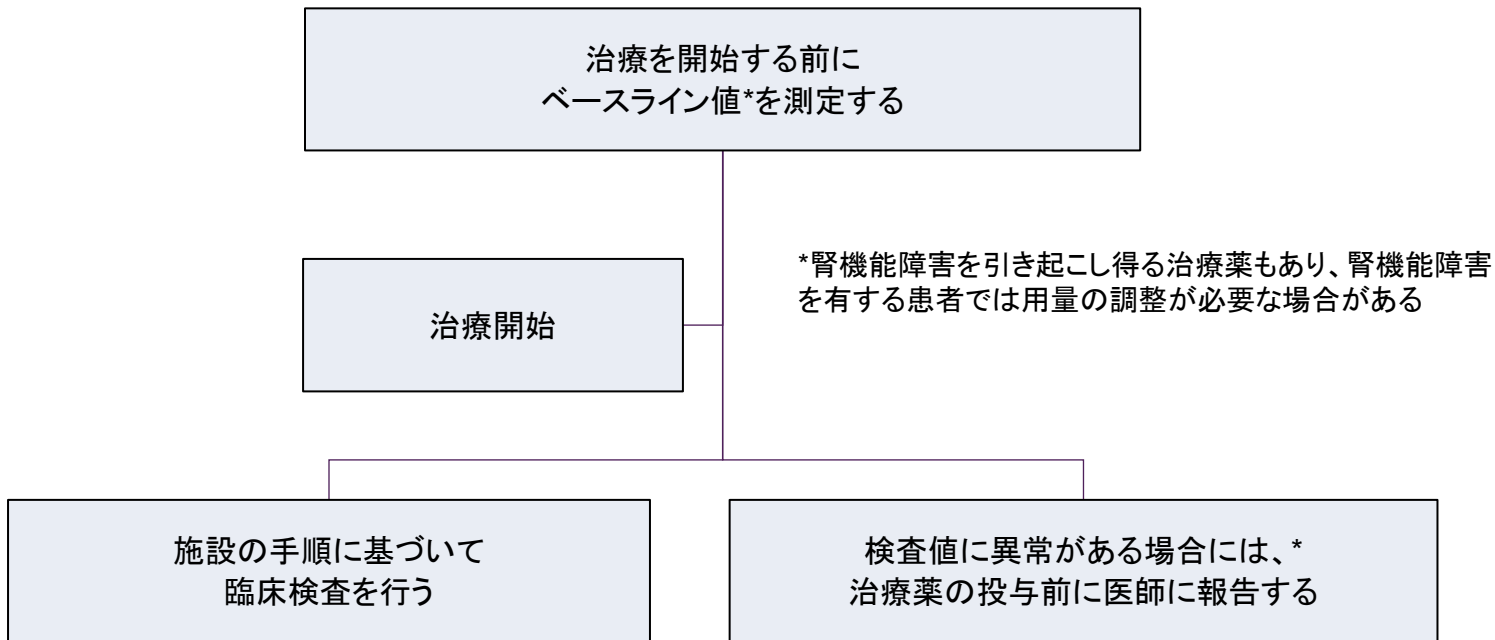 治療を開始する前に
ベースライン値*を測定する
*腎機能障害を引き起こし得る治療薬もあり、腎機能障害
を有する患者では用量の調整が必要な場合がある
治療開始
施設の手順に基づいて
臨床検査を行う
検査値に異常がある場合には、*
治療薬の投与前に医師に報告する